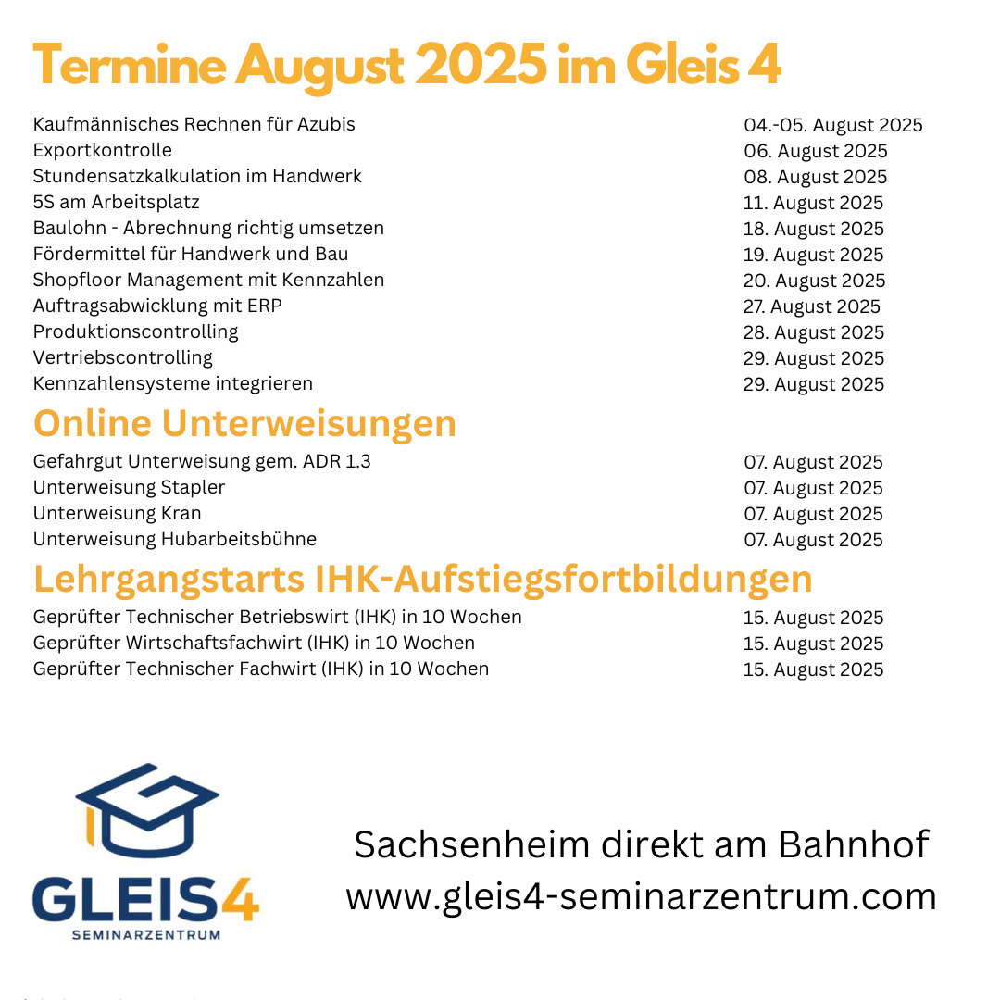 Termine August 2025 im Gleis 4
Kaufmännisches Rechnen für Azubis 04.-05. August 2025
Exportkontrolle 06. August 2025
Stundensatzkalkulation im Handwerk 08. August 2025
5S am Arbeitsplatz 11. August 2025
Baulohn - Abrechnung richtig umsetzen 18. August 2025
Fördermittel für Handwerk und Bau 19. August 2025
Shopfloor Management mit Kennzahlen 20. August 2025
Auftragsabwicklung mit ERP 27. August 2025
Produktionscontrolling 28. August 2025
Vertriebscontrolling 29. August 2025
Kennzahlensysteme integrieren 29. August 2025
Online Unterweisungen
Gefahrgut Unterweisung gem. ADR 1.3 07. August 2025
Unterweisung Stapler 07. August 2025
Unterweisung Kran 07. August 2025
Unterweisung Hubarbeitsbühne 07. August 2025
Lehrgangstarts IHK-Aufstiegsfortbildungen
Geprüfter Technischer Betriebswirt (IHK) in 10 Wochen 15. August 2025
Geprüfter Wirtschaftsfachwirt (IHK) in 10 Wochen 15. August 2025
Geprüfter Technischer Fachwirt (IHK) in 10 Wochen 15. August 2025
Sachsenheim direkt am Bahnhof
www.gleis4-seminarzentrum.com
GLEIS4
SEMINARZENTRUM